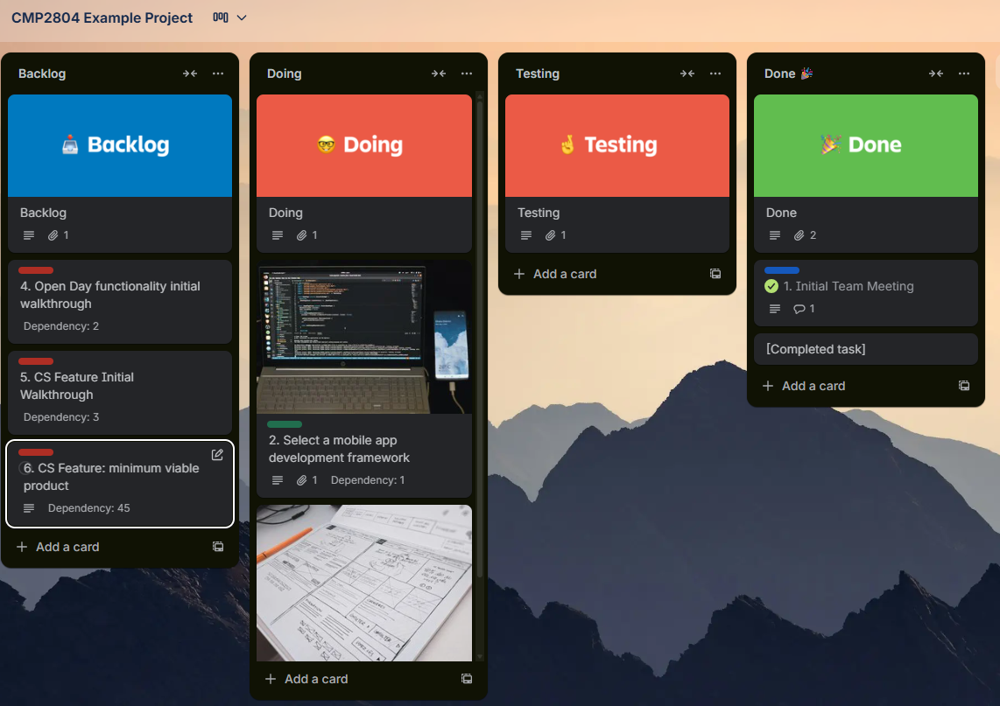 CMP2804 Example Project
Backlog
Backlog
Backlog
1
4. Open Day functionality initial
walkthrough
Dependency: 2
5. CS Feature Initial
Walkthrough
Dependency: 3
6. CS Feature: minimum viable
product
Dependency: 45
Add a card
Doing
Doing
Doing
1
2. Select a mobile app
development framework
1
Dependency: 1
Add a card
Testing
Testing
Testing
1
Add a card
Done 🎉
Done
Done
2
1. Initial Team Meeting
1
[Completed task]
Add a card